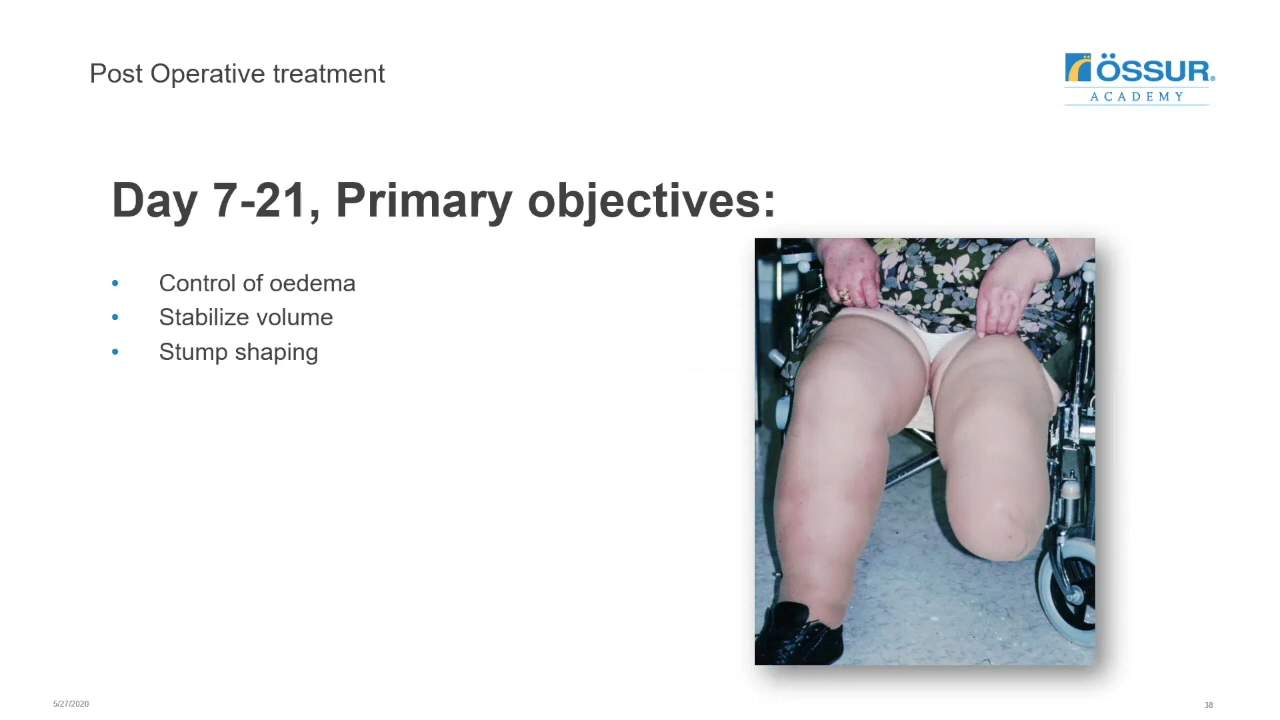 Post Operative treatment
ÖSSUR®
ACADEMY
Day 7-21, Primary objectives:
• Control of oedema
• Stabilize volume
• Stump shaping
5/27/2020
38